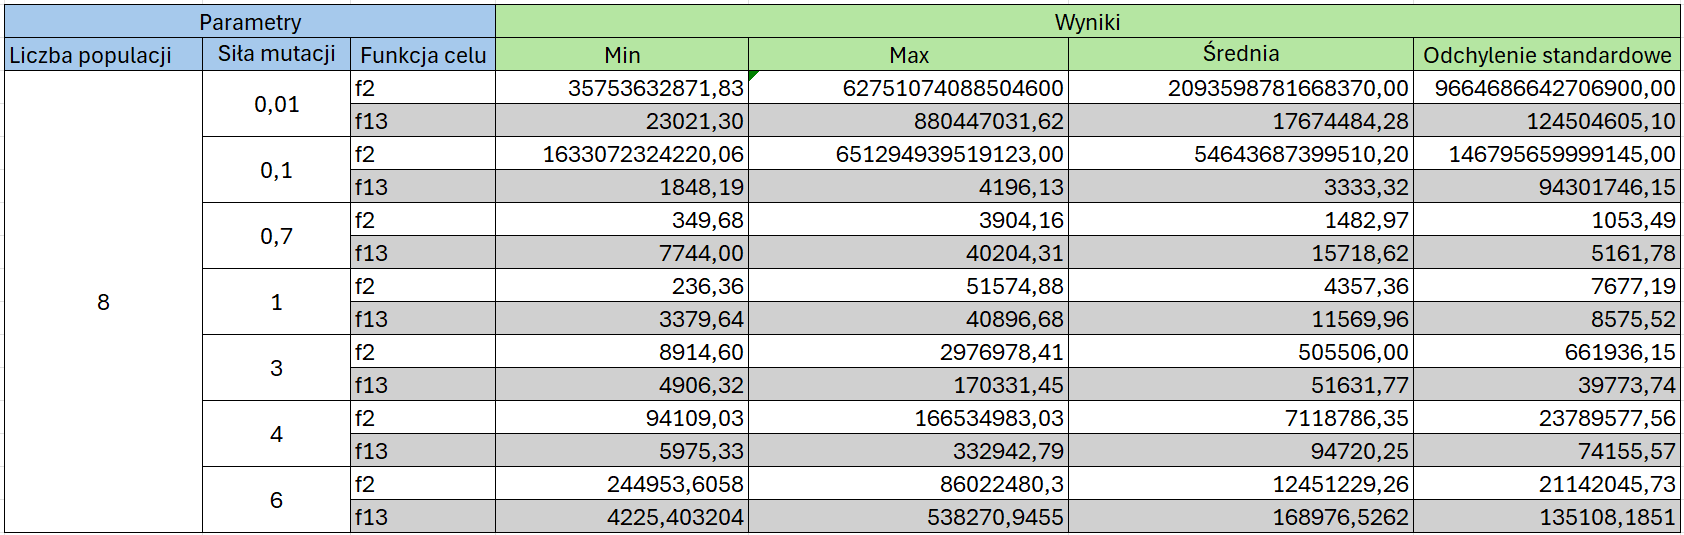 Parametry Wyniki
Liczba populacji Siła mutacji Funkcja celu Min Max Średnia Odchylenie standardowe
8
0,01
f2 35753632871,83 62751074088504600 2093598781668370,00 9664686642706900,00
f13 23021,30 880447031,62 17674484,28 124504605,10
0,1
f2 1633072324220,06 651294939519123,00 54643687399510,20 146795659999145,00
f13 1848,19 4196,13 3333,32 94301746,15
0,7
f2 349,68 3904,16 1482,97 1053,49
f13 7744,00 40204,31 15718,62 5161,78
1
f2 236,36 51574,88 4357,36 7677,19
f13 3379,64 40896,68 11569,96 8575,52
3
f2 8914,60 2976978,41 505506,00 661936,15
f13 4906,32 170331,45 51631,77 39773,74
4
f2 94109,03 166534983,03 7118786,35 23789577,56
f13 5975,33 332942,79 94720,25 74155,57
6
f2 244953,6058 86022480,3 12451229,26 21142045,73
f13 4225,403204 538270,9455 168976,5262 135108,1851